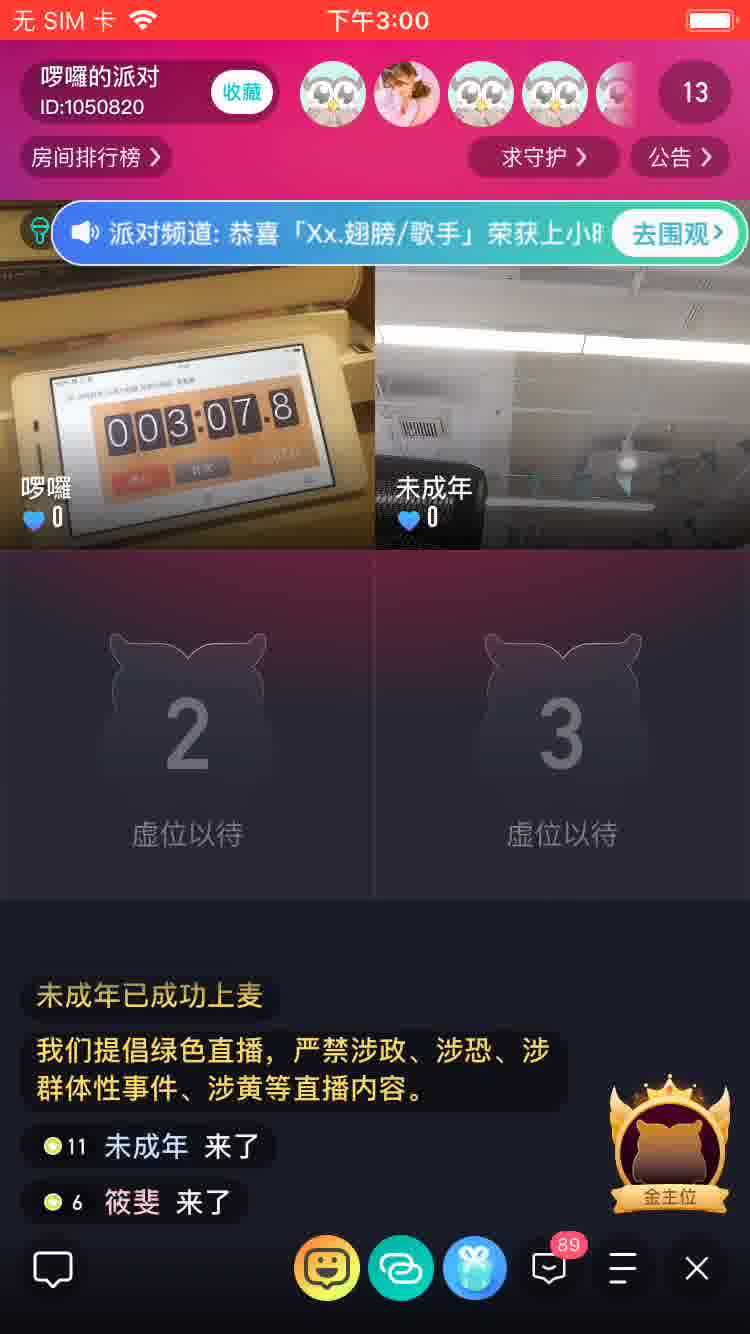 无 SIM 卡
下午3:00
啰囉的派对
ID:1050820
收藏
13
房间排行榜
求守护
公告
派对频道: 恭喜「Xx.翅膀/歌手」荣获上小时
去围观
003:07.8
啰囉
0
未成年
0
2
虚位以待
3
虚位以待
未成年已成功上麦
我们提倡绿色直播，严禁涉政、涉恐、涉
群体性事件、涉黄等直播内容。
11 未成年 来了
6 筱斐 来了
金主位
89